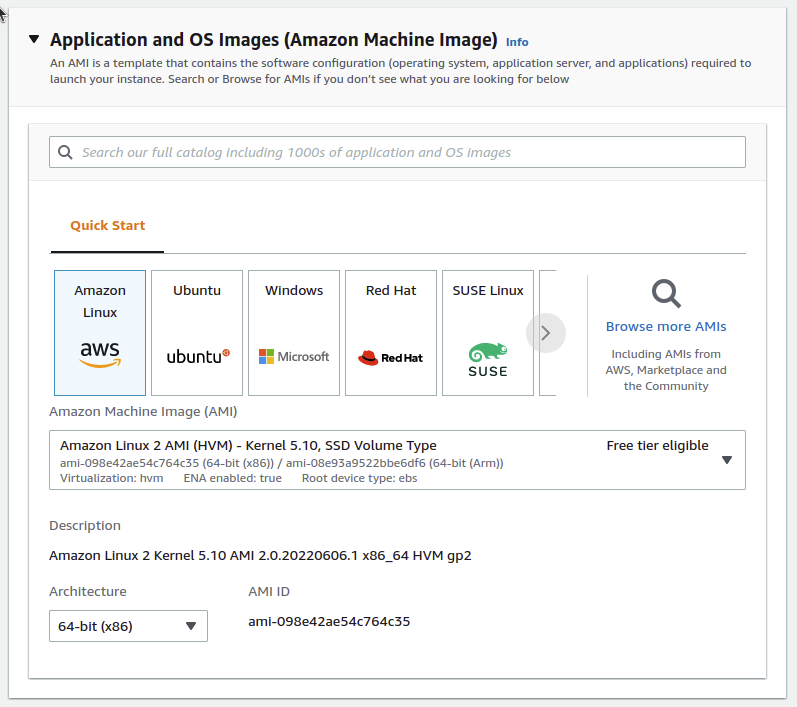 Application and OS Images (Amazon Machine Image) Info
An AMI is a template that contains the software configuration (operating system, application server, and applications) required to
launch your instance. Search or Browse for AMIs if you don’t see what you are looking for below
Search our full catalog including 1000s of application and OS images
Quick Start
Amazon
Linux
aws
Ubuntu
ubuntu
Windows
Microsoft
Red Hat
Red Hat
SUSE Linux
SUSE
Browse more AMIs
Including AMIs from
AWS, Marketplace and
the Community
Amazon Machine Image (AMI)
Amazon Linux 2 AMI (HVM) - Kernel 5.10, SSD Volume Type Free tier eligible
ami-098e42ae54c764c35 (64-bit (x86)) / ami-08e93a9522bbe6df6 (64-bit (Arm))
Virtualization: hvm ENA enabled: true Root device type: ebs
Description
Amazon Linux 2 Kernel 5.10 AMI 2.0.20220606.1 x86_64 HVM gp2
Architecture AMI ID
64-bit (x86) ami-098e42ae54c764c35